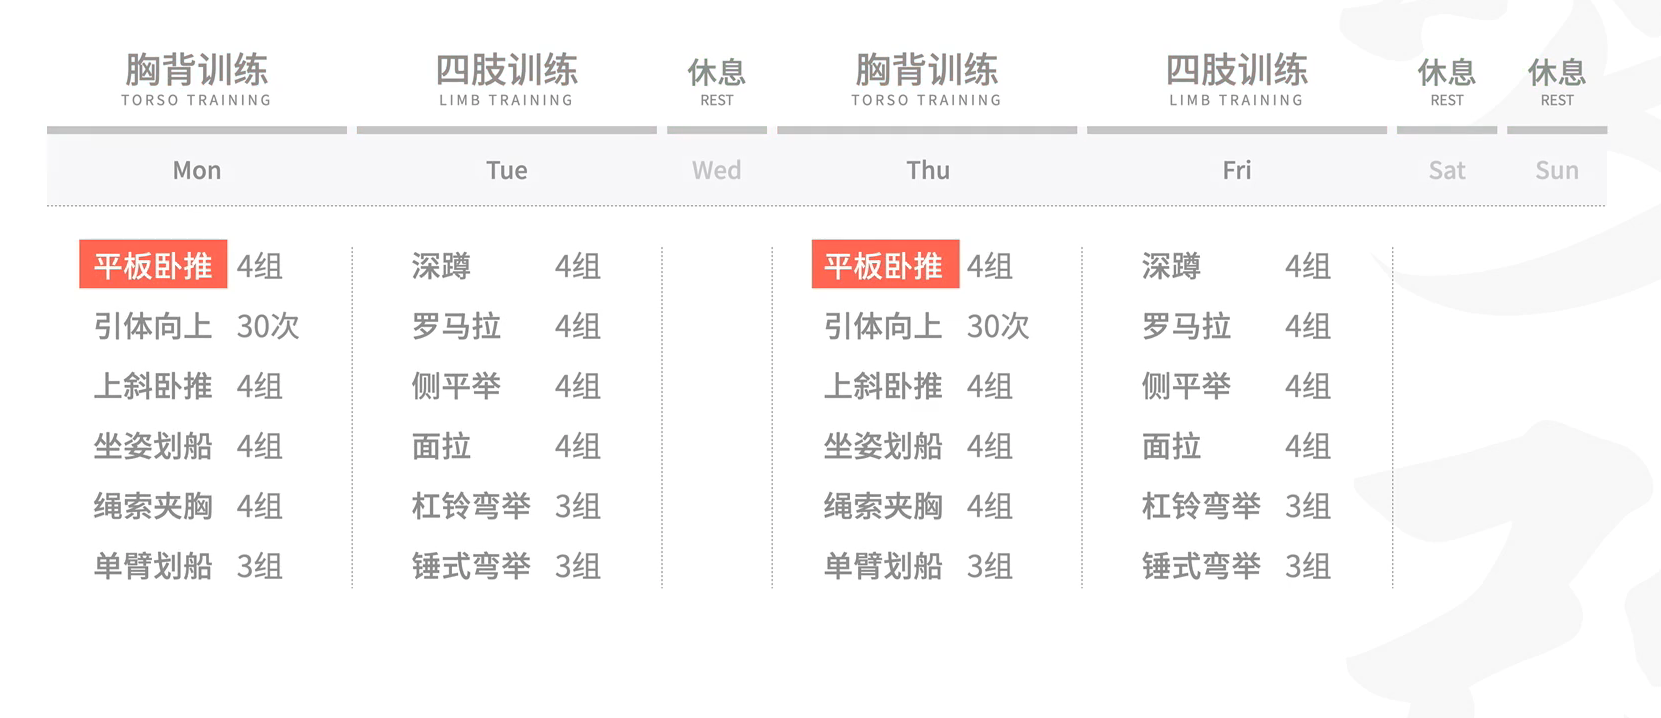 胸背训练 四肢训练 休息 胸背训练 四肢训练 休息 休息
TORSO TRAINING LIMB TRAINING REST TORSO TRAINING LIMB TRAINING REST REST
Mon Tue Wed Thu Fri Sat Sun
平板卧推 4组 深蹲 4组 平板卧推 4组 深蹲 4组
引体向上 30次 罗马拉 4组 引体向上 30次 罗马拉 4组
上斜卧推 4组 侧平举 4组 上斜卧推 4组 侧平举 4组
坐姿划船 4组 面拉 4组 坐姿划船 4组 面拉 4组
绳索夹胸 4组 杠铃弯举 3组 绳索夹胸 4组 杠铃弯举 3组
单臂划船 3组 锤式弯举 3组 单臂划船 3组 锤式弯举 3组